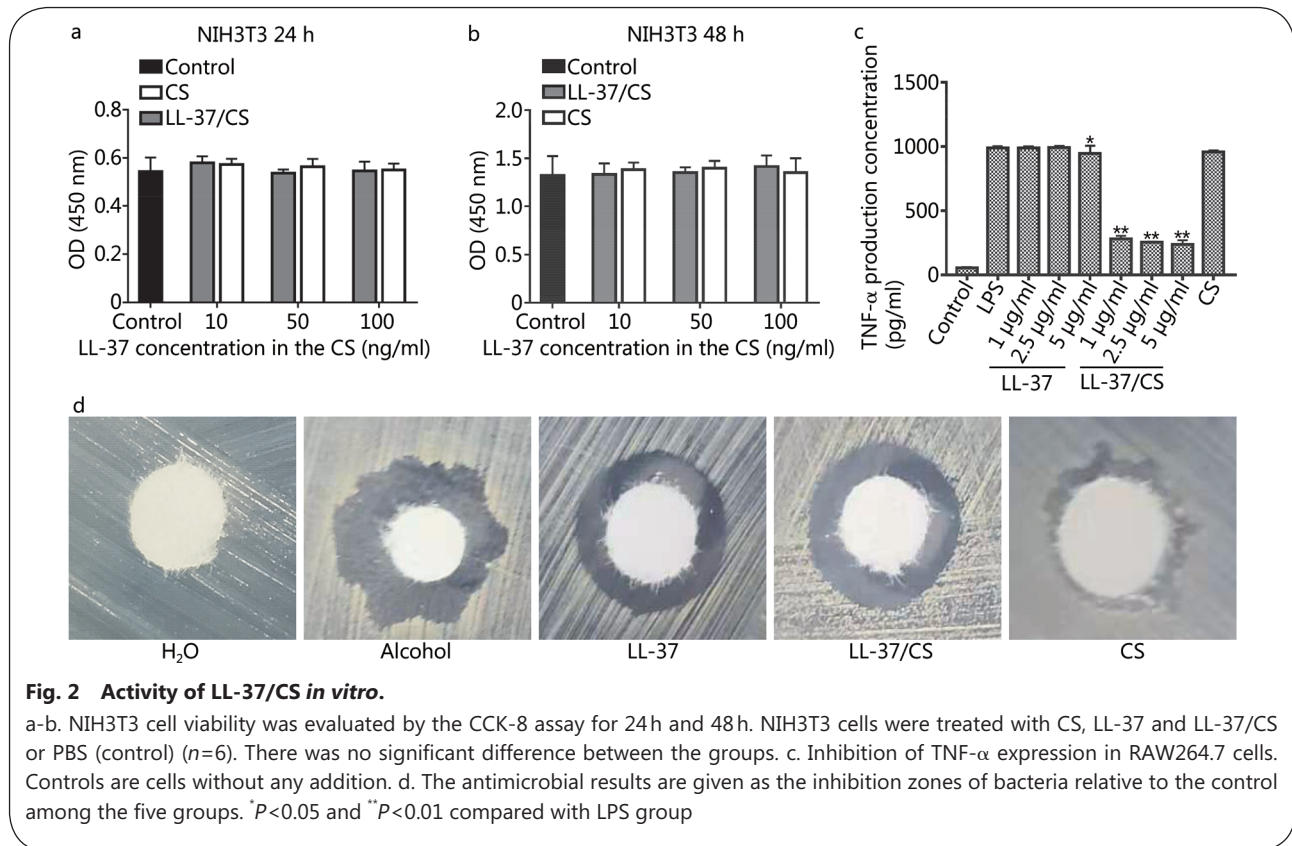 a
NIH3T3 24 h
Control
CS
LL-37/CS
OD (450 nm)
0.8
0.6
0.4
0.2
0
Control 10 50 100
LL-37 concentration in the CS (ng/ml)
b
NIH3T3 48 h
Control
LL-37/CS
CS
OD (450 nm)
2.0
1.5
1.0
0.5
0
Control 10 50 100
LL-37 concentration in the CS (ng/ml)
c
TNF-α production concentration
(pg/ml)
1500
1000
500
0
*
** ** **
Control
LPS
1 μg/ml
2.5 μg/ml
5 μg/ml
1 μg/ml
2.5 μg/ml
5 μg/ml
CS
LL-37 LL-37/CS
d
H₂O Alcohol LL-37 LL-37/CS CS
Fig. 2 Activity of LL-37/CS in vitro.
a-b. NIH3T3 cell viability was evaluated by the CCK-8 assay for 24 h and 48 h. NIH3T3 cells were treated with CS, LL-37 and LL-37/CS
or PBS (control) (n=6). There was no significant difference between the groups. c. Inhibition of TNF-α expression in RAW264.7 cells.
Controls are cells without any addition. d. The antimicrobial results are given as the inhibition zones of bacteria relative to the control
among the five groups. *P<0.05 and **P<0.01 compared with LPS group